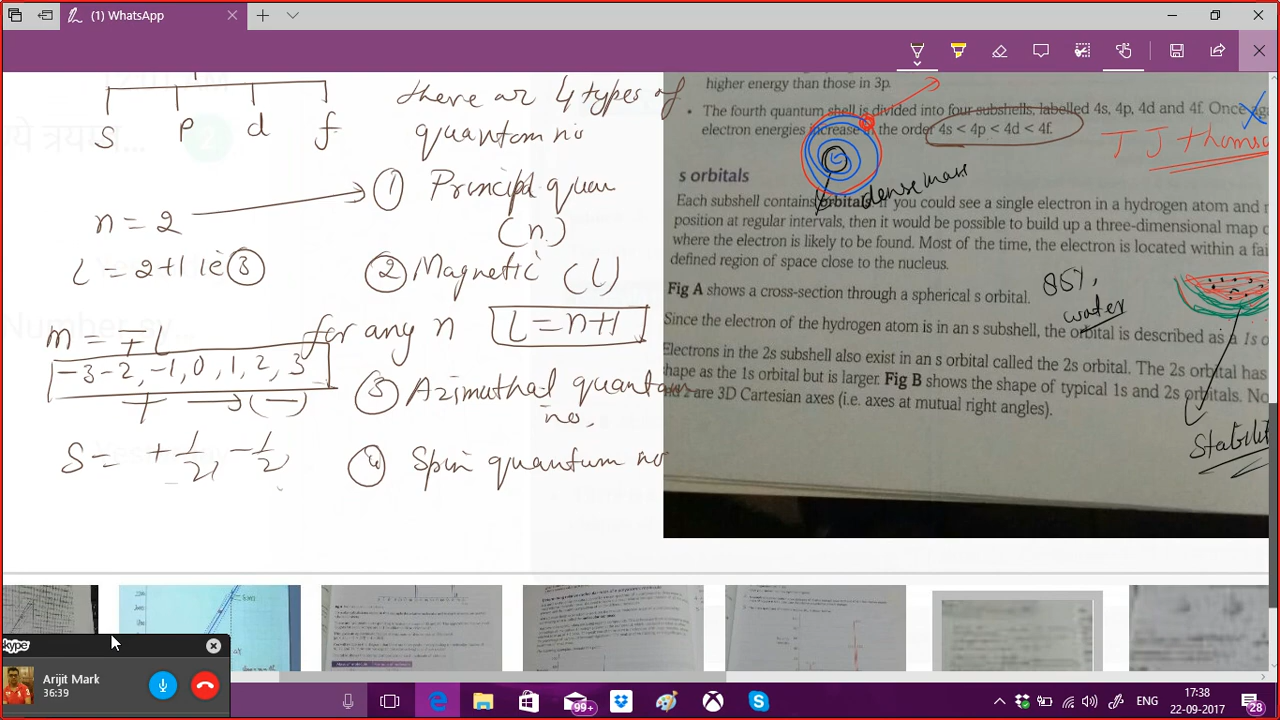 (1) WhatsApp
S P d f
n = 2
l = 2+1 ie ③
m = ∓ l
-3 -2, -1, 0, 1, 2, 3
+ → (-)
S = + 1/2, - 1/2,
there are 4 types of
quantum no
① Principal quan
(n)
② Magnetic (l)
for any n l = n+1
③ Azimuthal quantum
no,
④ Spin quantum no
higher energy than those in 3p.
• The fourth quantum shell is divided into four subshells, labelled 4s, 4p, 4d and 4f. Once aga
electron energies increase in the order 4s < 4p < 4d < 4f.
T J Thoms
dense mass
s orbitals
Each subshell contains orbitals. If you could see a single electron in a hydrogen atom and
position at regular intervals, then it would be possible to build up a three-dimensional map
where the electron is likely to be found. Most of the time, the electron is located within a fai
defined region of space close to the nucleus.
85%
water
Fig A shows a cross-section through a spherical s orbital.
Since the electron of the hydrogen atom is in an s subshell, the orbital is described as a 1s o
Electrons in the 2s subshell also exist in an s orbital called the 2s orbital. The 2s orbital has
shape as the 1s orbital but is larger. Fig B shows the shape of typical 1s and 2s orbitals. No
and z are 3D Cartesian axes (i.e. axes at mutual right angles).
Stabilit
skype
Arijit Mark
36:39
99+
ENG
17:38
22-09-2017
28